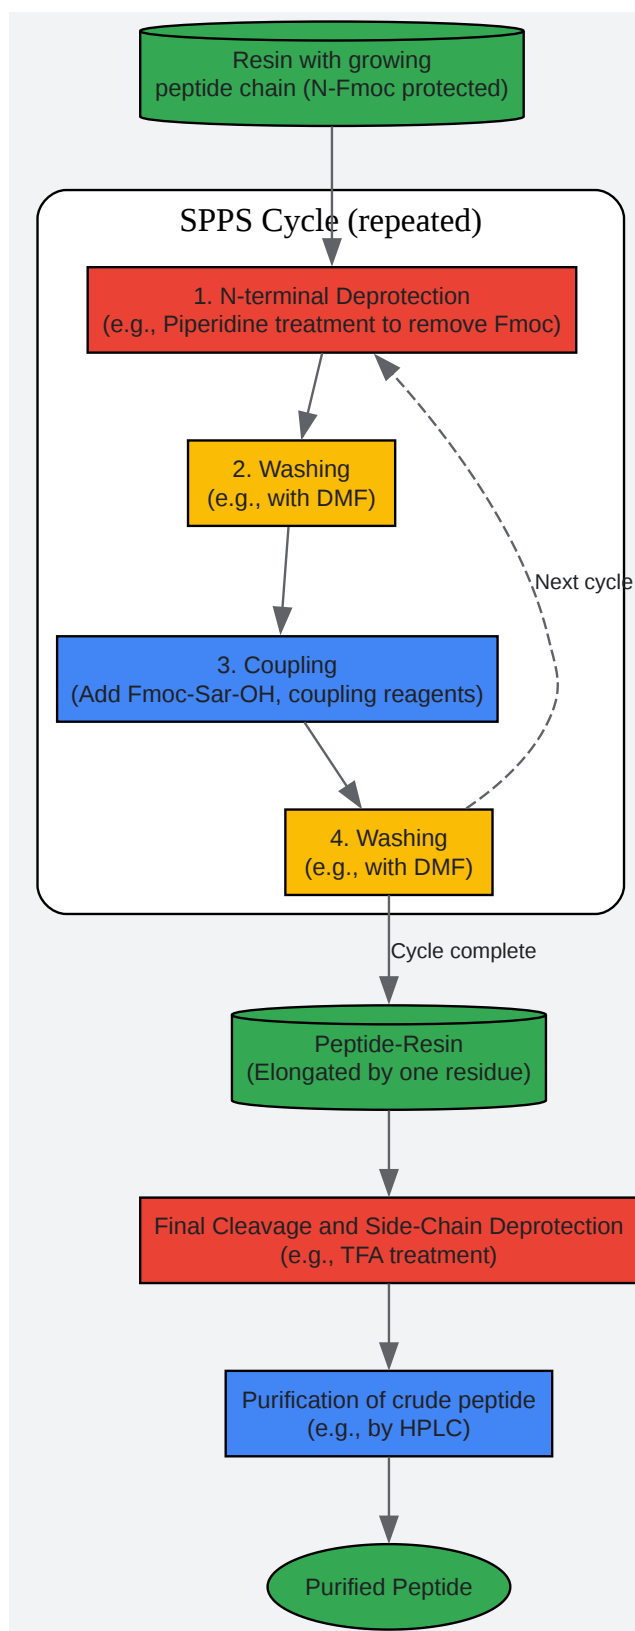 Resin with growing
peptide chain (N-Fmoc protected)
SPPS Cycle (repeated)
1. N-terminal Deprotection
(e.g., Piperidine treatment to remove Fmoc)
2. Washing
(e.g., with DMF)
Next cycle
3. Coupling
(Add Fmoc-Sar-OH, coupling reagents)
4. Washing
(e.g., with DMF)
Cycle complete
Peptide-Resin
(Elongated by one residue)
Final Cleavage and Side-Chain Deprotection
(e.g., TFA treatment)
Purification of crude peptide
(e.g., by HPLC)
Purified Peptide